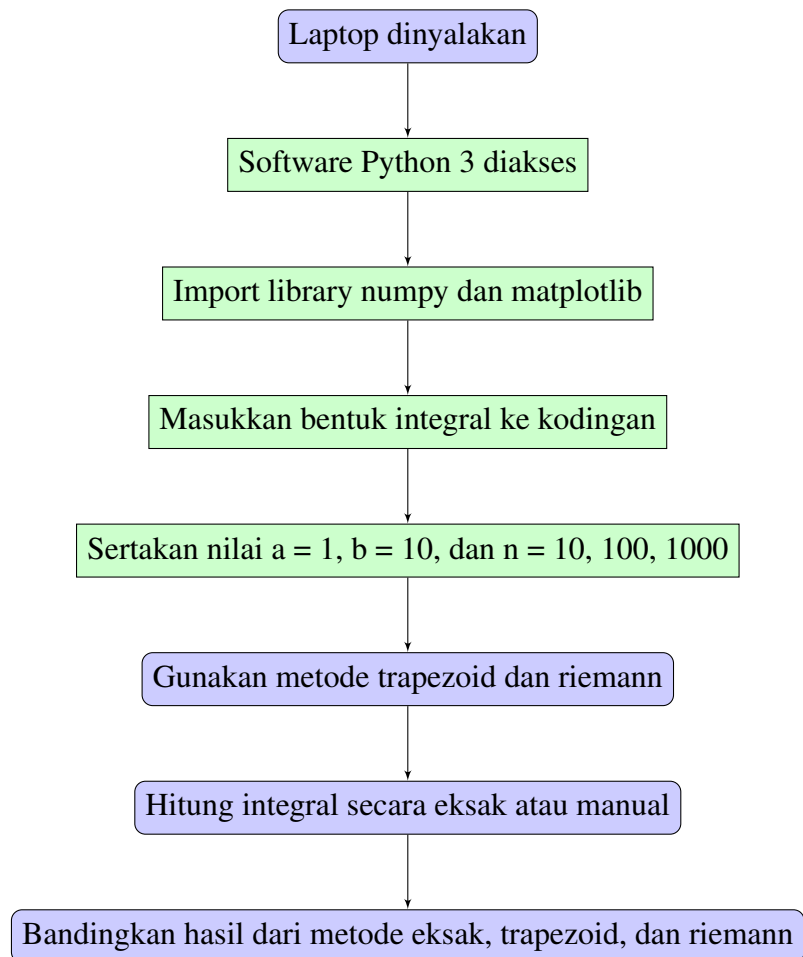 Laptop dinyalakan
Software Python 3 diakses
Import library numpy dan matplotlib
Masukkan bentuk integral ke kodingan
Sertakan nilai a = 1, b = 10, dan n = 10, 100, 1000
Gunakan metode trapezoid dan riemann
Hitung integral secara eksak atau manual
Bandingkan hasil dari metode eksak, trapezoid, dan riemann